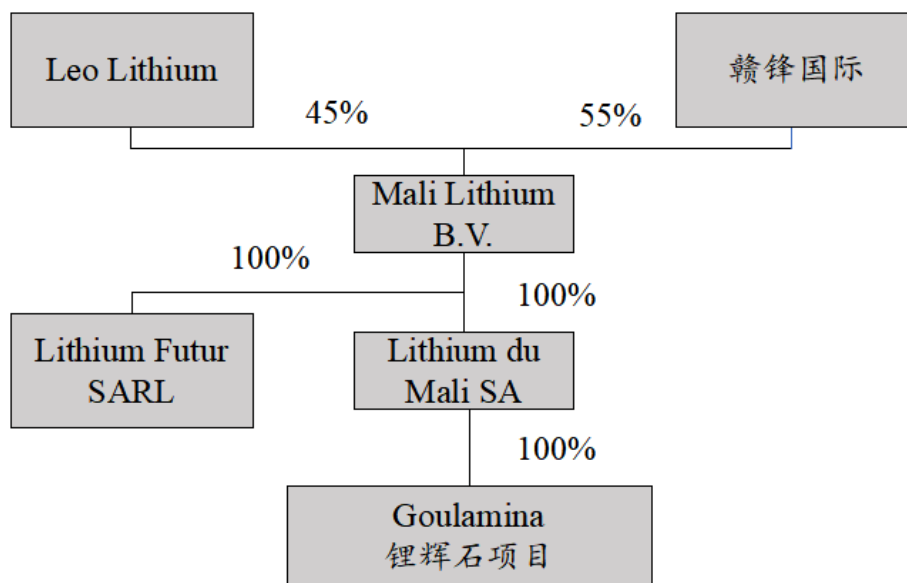 Leo Lithium
赣锋国际
45%
55%
Mali Lithium
B.V.
100%
100%
Lithium Futur
SARL
Lithium du
Mali SA
100%
Goulamina
锂辉石项目